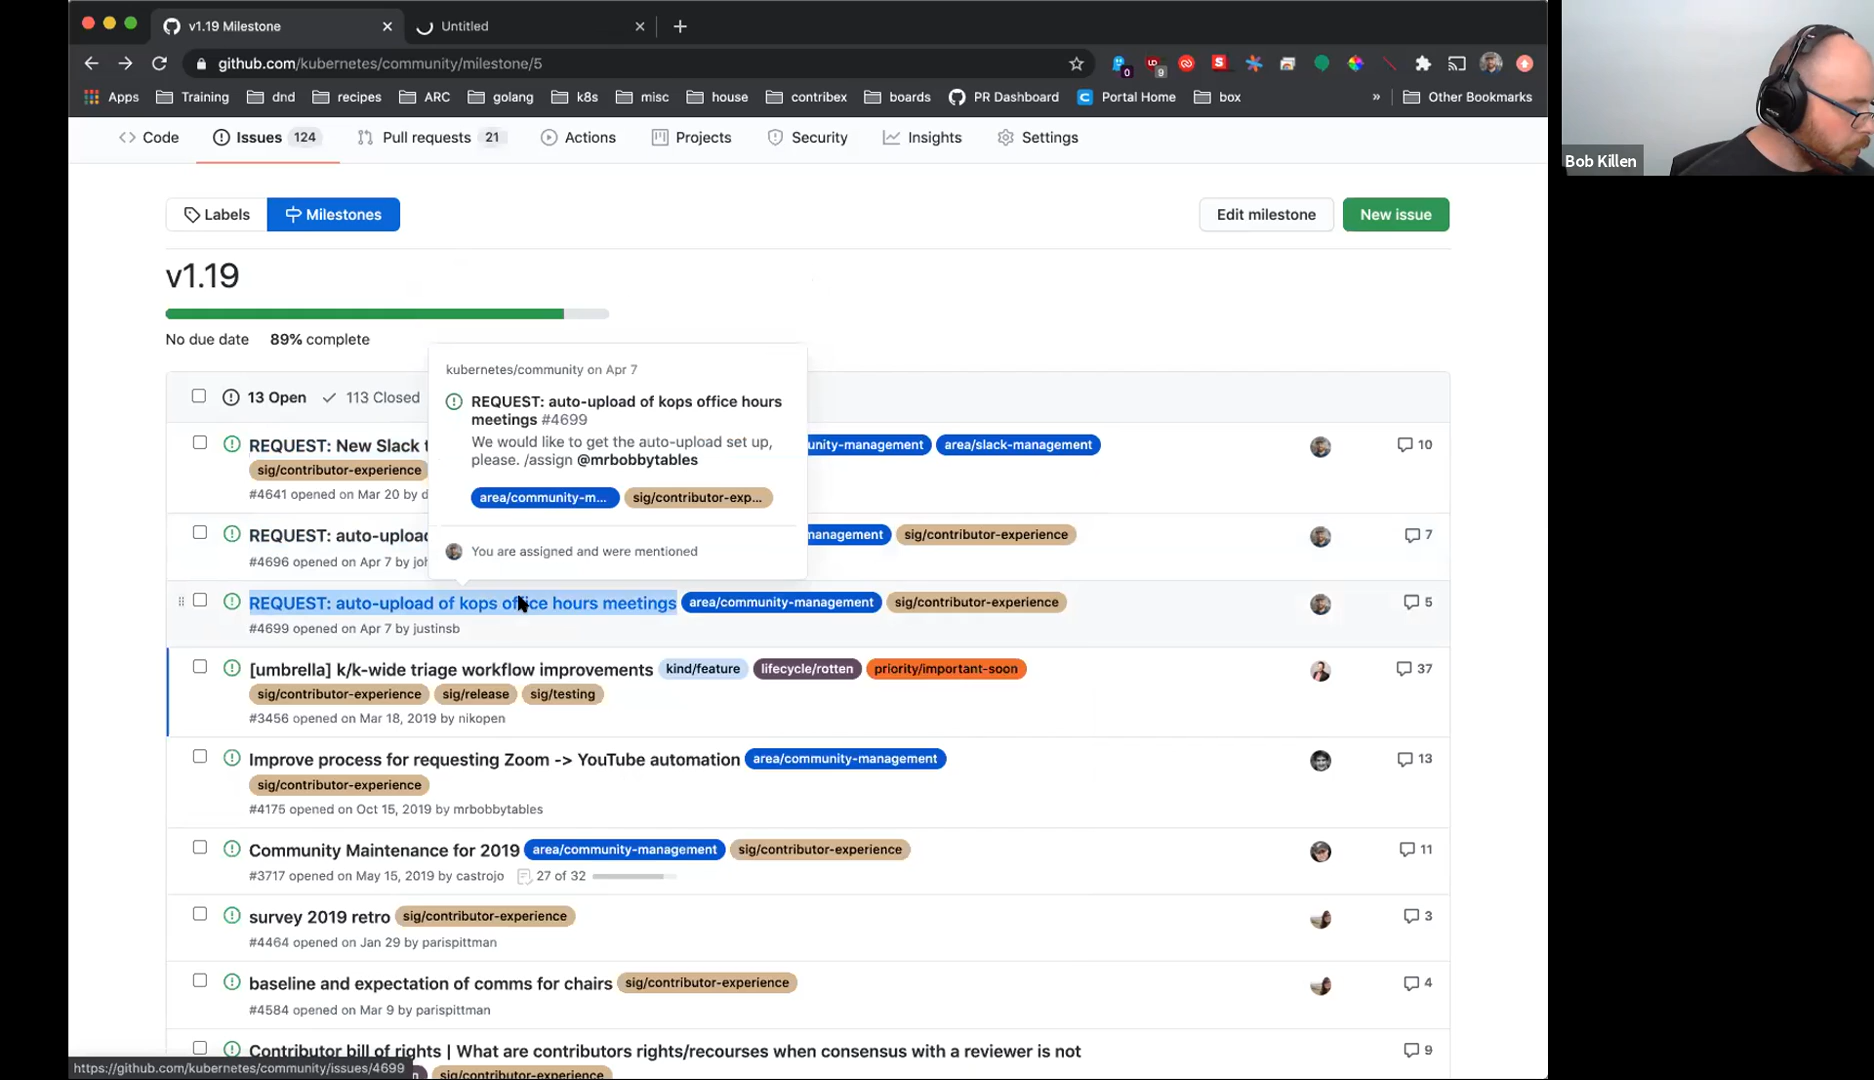 v1.19 Milestone
Untitled
github.com/kubernetes/community/milestone/5
0
UD
9
S
Apps
Training
dnd
recipes
ARC
golang
k8s
misc
house
contribex
boards
PR Dashboard
Portal Home
box
»
Other Bookmarks
Bob Killen
Code
Issues 124
Pull requests 21
Actions
Projects
Security
Insights
Settings
Labels
Milestones
Edit milestone
New issue
v1.19
No due date 89% complete
13 Open 113 Closed
kubernetes/community on Apr 7
REQUEST: auto-upload of kops office hours
meetings #4699
We would like to get the auto-upload set up,
please. /assign @mrbobbytables
area/community-m... sig/contributor-exp...
You are assigned and were mentioned
REQUEST: New Slack t unity-management area/slack-management 10
sig/contributor-experience
#4641 opened on Mar 20 by d
REQUEST: auto-upload management sig/contributor-experience 7
#4696 opened on Apr 7 by joh
REQUEST: auto-upload of kops office hours meetings area/community-management sig/contributor-experience 5
#4699 opened on Apr 7 by justinsb
[umbrella] k/k-wide triage workflow improvements kind/feature lifecycle/rotten priority/important-soon 37
sig/contributor-experience sig/release sig/testing
#3456 opened on Mar 18, 2019 by nikopen
Improve process for requesting Zoom -> YouTube automation area/community-management 13
sig/contributor-experience
#4175 opened on Oct 15, 2019 by mrbobbytables
Community Maintenance for 2019 area/community-management sig/contributor-experience 11
#3717 opened on May 15, 2019 by castrojo 27 of 32
survey 2019 retro sig/contributor-experience 3
#4464 opened on Jan 29 by parispittman
baseline and expectation of comms for chairs sig/contributor-experience 4
#4584 opened on Mar 9 by parispittman
Contributor bill of rights | What are contributors rights/recourses when consensus with a reviewer is not 9
sig/contributor-experience
https://github.com/kubernetes/community/issues/4699